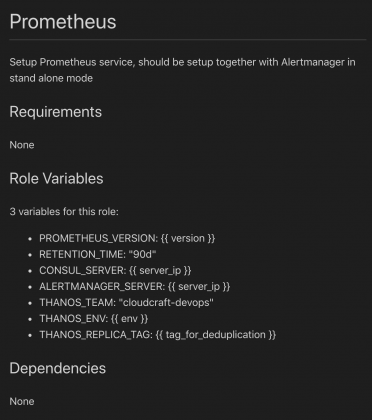 Prometheus
Setup Prometheus service, should be setup together with Alertmanager in
stand alone mode
Requirements
None
Role Variables
3 variables for this role:
• PROMETHEUS_VERSION: {{ version }}
• RETENTION_TIME: "90d"
• CONSUL_SERVER: {{ server_ip }}
• ALERTMANAGER_SERVER: {{ server_ip }}
• THANOS_TEAM: "cloudcraft-devops"
• THANOS_ENV: {{ env }}
• THANOS_REPLICA_TAG: {{ tag_for_deduplication }}
Dependencies
None